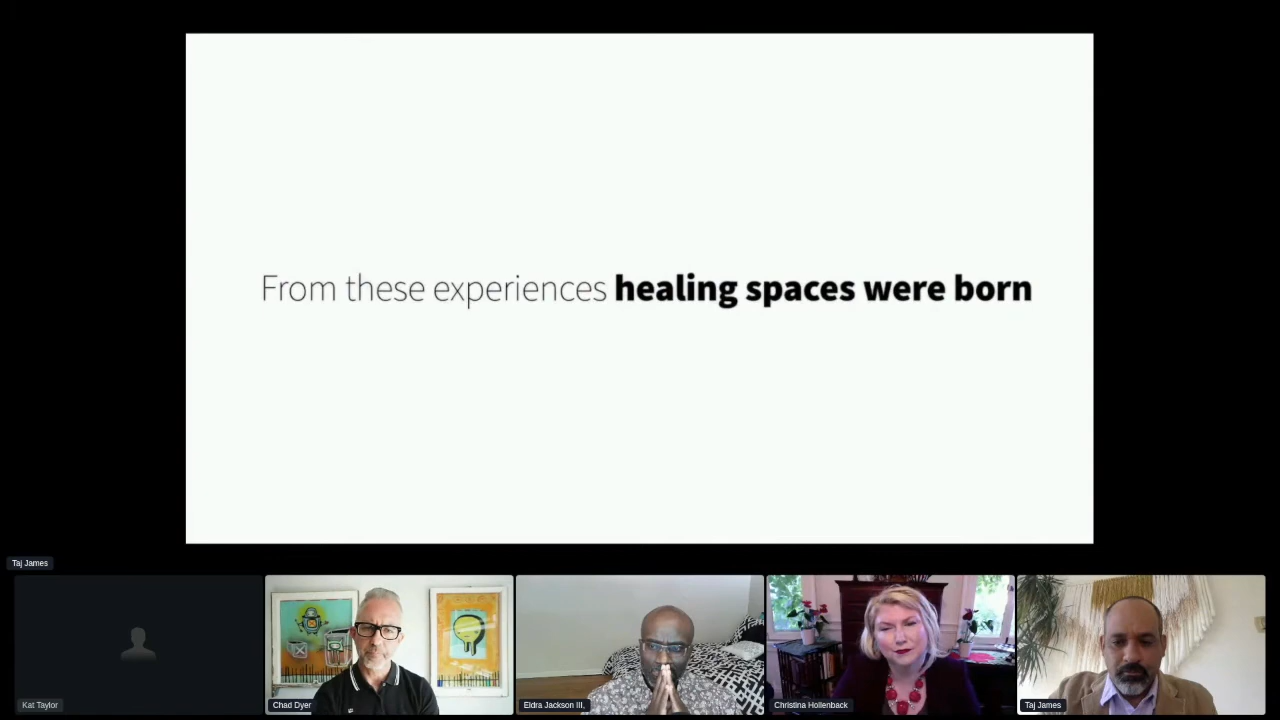 From these experiences healing spaces were born
Taj James
Kat Taylor
Chad Dyer
Eldra Jackson III.
Christina Hollenback
Taj James